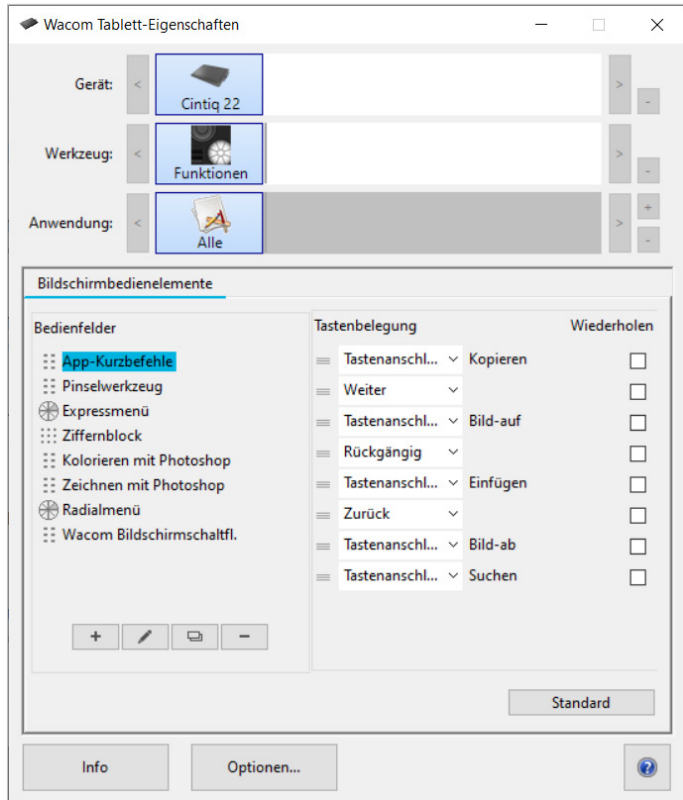 Wacom Tablett-Eigenschaften
Gerät:
Cintiq 22
Werkzeug:
Funktionen
Anwendung:
Alle
Bildschirmbedienelemente
Bedienfelder
App-Kurzbefehle
Pinselwerkzeug
Expressmenü
Ziffernblock
Kolorieren mit Photoshop
Zeichnen mit Photoshop
Radialmenü
Wacom Bildschirmschaltfl.
Tastenbelegung Wiederholen
Tastenanschl... Kopieren
Weiter
Tastenanschl... Bild-auf
Rückgängig
Tastenanschl... Einfügen
Zurück
Tastenanschl... Bild-ab
Tastenanschl... Suchen
Standard
Info Optionen...